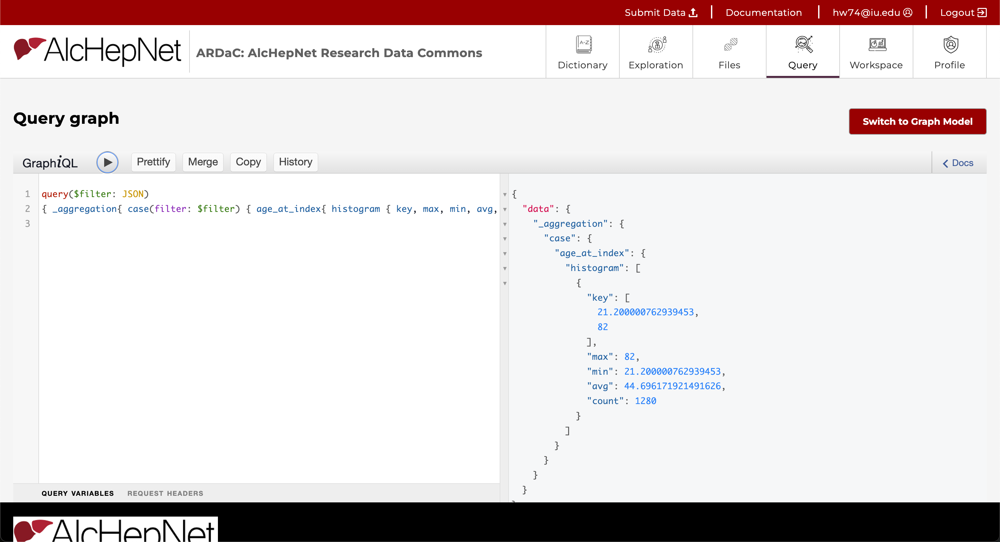 Submit Data
Documentation
hw74@iu.edu
Logout
AlcHepNet
ARDaC: AlcHepNet Research Data Commons
A-Z
Dictionary
Exploration
Files
Query
Workspace
Profile
Query graph
Switch to Graph Model
GraphiQL
Prettify
Merge
Copy
History
Docs
1 query($filter: JSON)
2 { _aggregation{ case(filter: $filter) { age_at_index{ histogram { key, max, min, avg,
3
{
"data": {
"_aggregation": {
"case": {
"age_at_index": {
"histogram": [
{
"key": [
21.200000762939453,
82
],
"max": 82,
"min": 21.200000762939453,
"avg": 44.696171921491626,
"count": 1280
}
]
}
}
}
}
QUERY VARIABLES
REQUEST HEADERS
AlcHepNet